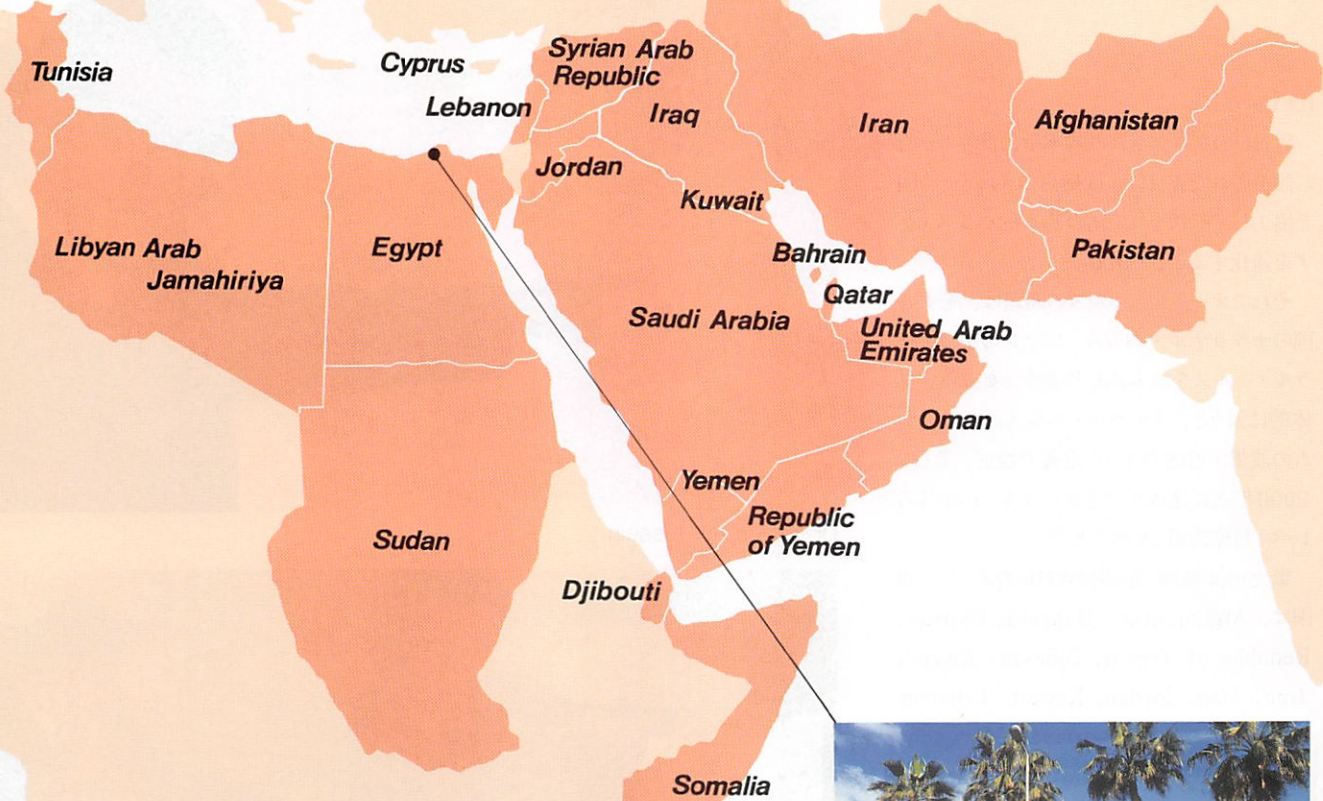 Tunisia
Cyprus
Syrian Arab
Republic
Lebanon
Iraq
Iran
Afghanistan
Jordan
Kuwait
Libyan Arab
Jamahiriya
Egypt
Bahrain
Pakistan
Qatar
Saudi Arabia
United Arab
Emirates
Oman
Yemen
Republic
of Yemen
Sudan
Djibouti
Somalia